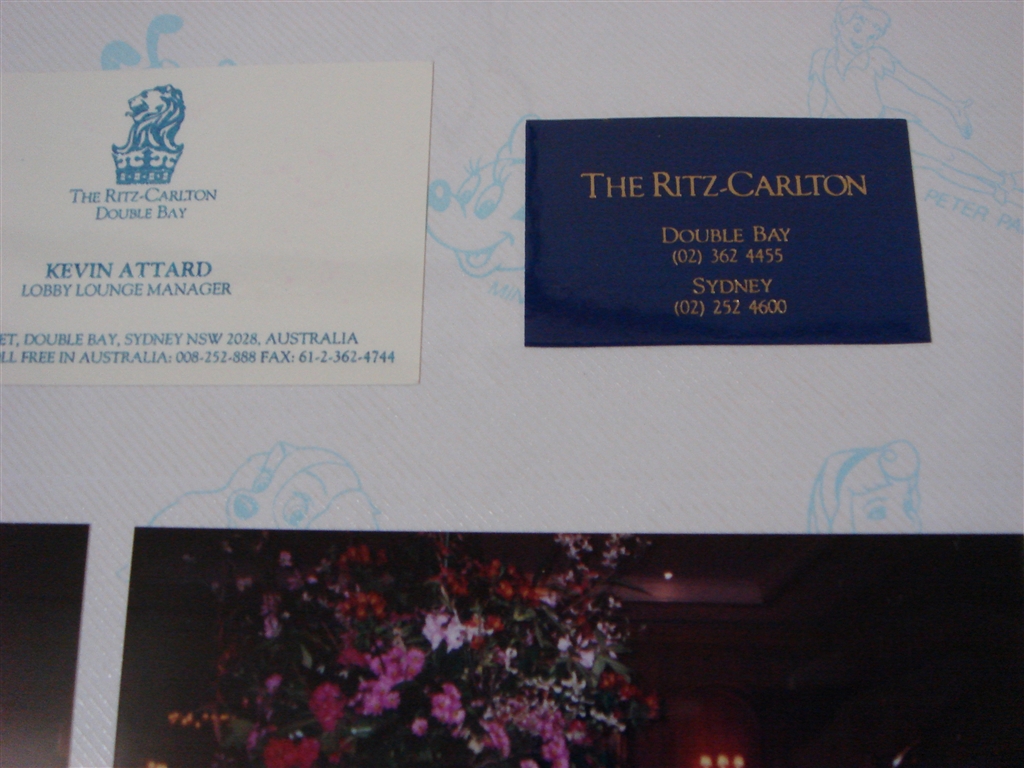 THE RITZ-CARLTON
DOUBLE BAY
KEVIN ATTARD
LOBBY LOUNGE MANAGER
ET, DOUBLE BAY, SYDNEY NSW 2028, AUSTRALIA
LL FREE IN AUSTRALIA: 008-252-888 FAX: 61-2-362-4744
THE RITZ-CARLTON
DOUBLE BAY
(02) 362 4455
SYDNEY
(02) 252 4600
PETER PA
MIN